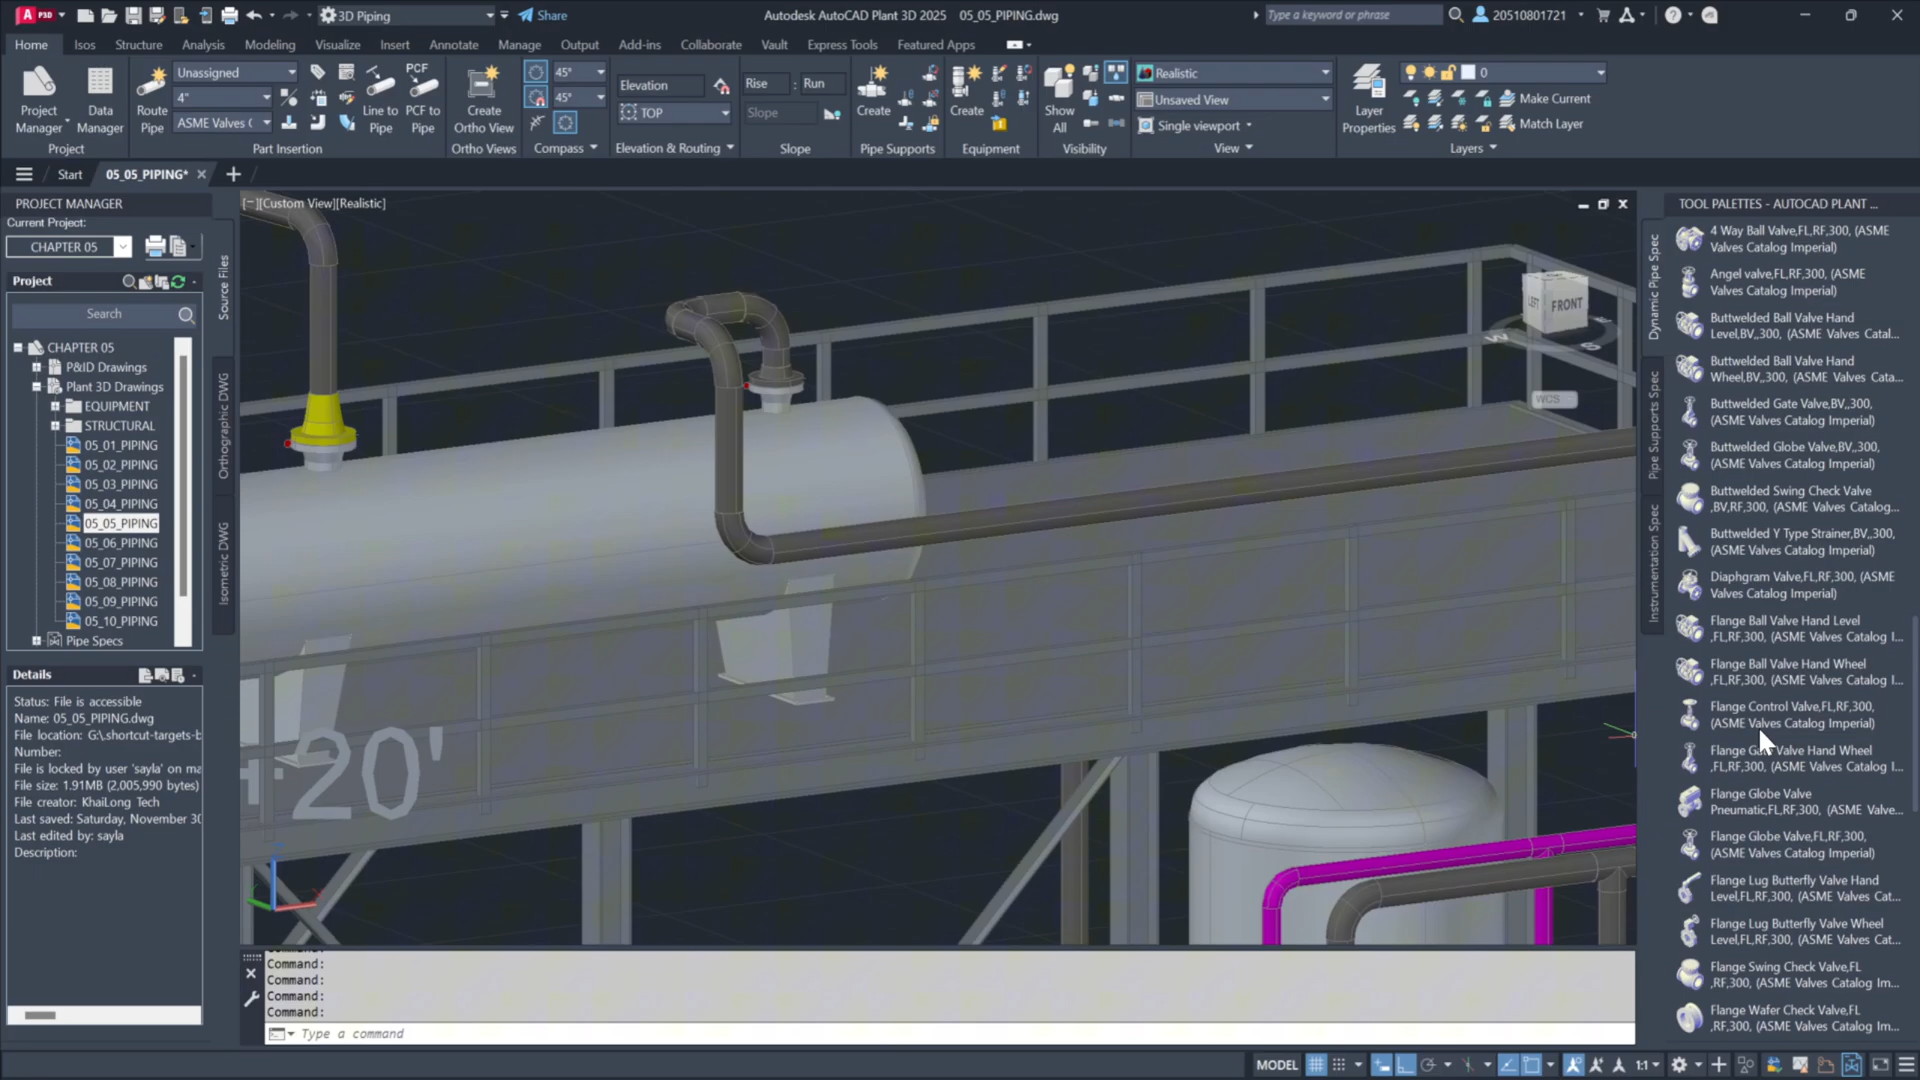 P3D
3D Piping
Share
Autodesk AutoCAD Plant 3D 2025
05_05_PIPING.dwg
Type a keyword or phrase
20510801721
Home
Isos
Structure
Analysis
Modeling
Visualize
Insert
Annotate
Manage
Output
Add-ins
Collaborate
Vault
Express Tools
Featured Apps
Project
Manager
Data
Manager
Project
Route
Pipe
Unassigned
4"
ASME Valves (
PCF
Line to
Pipe
PCF to
Pipe
Part Insertion
Create
Ortho View
Ortho Views
45°
45°
Compass
Elevation
TOP
Elevation & Routing
Rise : Run
Slope
Slope
Create
Pipe Supports
Create
Equipment
Show
All
Visibility
Realistic
Unsaved View
Single viewport
View
Layer
Properties
0
Make Current
Match Layer
Layers
Start
05_05_PIPING*
PROJECT MANAGER
Current Project:
CHAPTER 05
Project
Search
CHAPTER 05
P&ID Drawings
Plant 3D Drawings
EQUIPMENT
STRUCTURAL
05_01_PIPING
05_02_PIPING
05_03_PIPING
05_04_PIPING
05_05_PIPING
05_06_PIPING
05_07_PIPING
05_08_PIPING
05_09_PIPING
05_10_PIPING
Pipe Specs
Source Files
Orthographic DWG
Isometric DWG
Details
Status: File is accessible
Name: 05_05_PIPING.dwg
File location: G:\.shortcut-targets-b
Number:
File is locked by user 'sayla' on ma
File size: 1.91MB (2,005,990 bytes)
File creator: KhaiLong Tech
Last saved: Saturday, November 30
Last edited by: sayla
Description:
[−][Custom View][Realistic]
LEFT
FRONT
W
S
WCS
20'
Command:
Command:
Command:
Command:
Type a command
TOOL PALETTES - AUTOCAD PLANT ...
Dynamic Pipe Spec
Pipe Supports Spec
Instrumentation Spec
4 Way Ball Valve,FL,RF,300, (ASME
Valves Catalog Imperial)
Angel valve,FL,RF,300, (ASME
Valves Catalog Imperial)
Buttwelded Ball Valve Hand
Level,BV,,300, (ASME Valves Catal...
Buttwelded Ball Valve Hand
Wheel,BV,,300, (ASME Valves Cata...
Buttwelded Gate Valve,BV,,300,
(ASME Valves Catalog Imperial)
Buttwelded Globe Valve,BV,,300,
(ASME Valves Catalog Imperial)
Buttwelded Swing Check Valve
,BV,RF,300, (ASME Valves Catalog...
Buttwelded Y Type Strainer,BV,,300,
(ASME Valves Catalog Imperial)
Diaphgram Valve,FL,RF,300, (ASME
Valves Catalog Imperial)
Flange Ball Valve Hand Level
,FL,RF,300, (ASME Valves Catalog I...
Flange Ball Valve Hand Wheel
,FL,RF,300, (ASME Valves Catalog I...
Flange Control Valve,FL,RF,300,
(ASME Valves Catalog Imperial)
Flange Gate Valve Hand Wheel
,FL,RF,300, (ASME Valves Catalog I...
Flange Globe Valve
Pneumatic,FL,RF,300, (ASME Valve...
Flange Globe Valve,FL,RF,300,
(ASME Valves Catalog Imperial)
Flange Lug Butterfly Valve Hand
Level,FL,RF,300, (ASME Valves Cat...
Flange Lug Butterfly Valve Wheel
Level,FL,RF,300, (ASME Valves Cat...
Flange Swing Check Valve,FL
,RF,300, (ASME Valves Catalog Im...
Flange Wafer Check Valve,FL
,RF,300, (ASME Valves Catalog Im...
MODEL
1:1